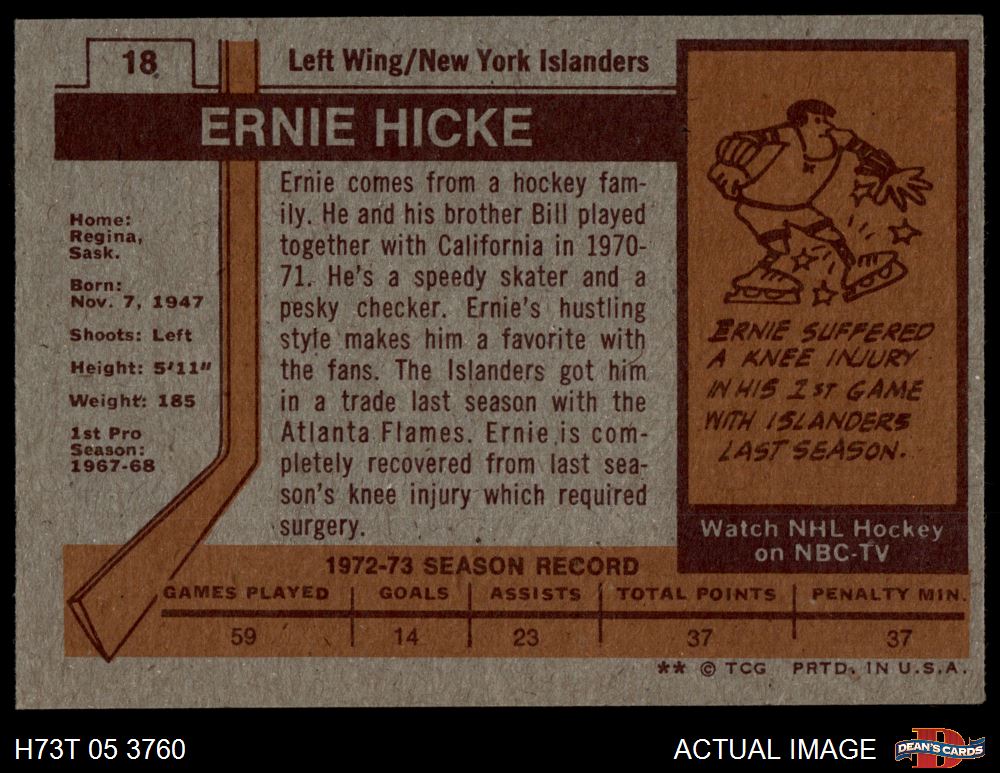 18
Left Wing/New York Islanders
ERNIE HICKE
Home:
Regina,
Sask.
Born:
Nov. 7, 1947
Shoots: Left
Height: 5'11"
Weight: 185
1st Pro
Season:
1967-68
Ernie comes from a hockey fam-
ily. He and his brother Bill played
together with California in 1970-
71. He's a speedy skater and a
pesky checker. Ernie's hustling
style makes him a favorite with
the fans. The Islanders got him
in a trade last season with the
Atlanta Flames. Ernie is com-
pletely recovered from last sea-
son's knee injury which required
surgery.
ERNIE SUFFERED
A KNEE INJURY
IN HIS 1ST GAME
WITH ISLANDERS
LAST SEASON.
Watch NHL Hockey
on NBC-TV
1972-73 SEASON RECORD
GAMES PLAYED GOALS ASSISTS TOTAL POINTS PENALTY MIN.
59 14 23 37 37
** © TCG PRTD. IN U.S.A.
H73T 05 3760
ACTUAL IMAGE
D
DEAN'S CARDS